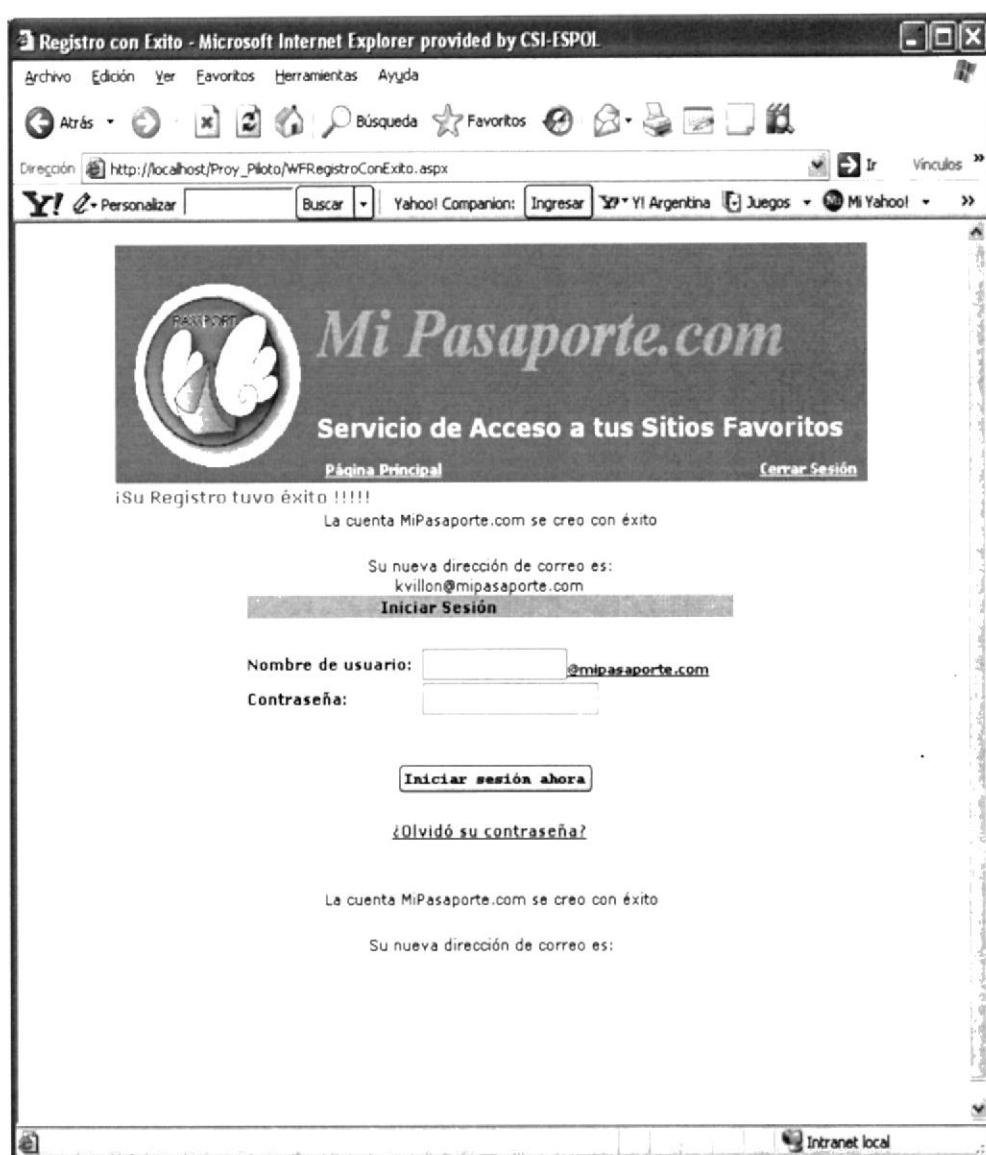 Registro con Exito - Microsoft Internet Explorer provided by CSI-ESPOL
Archivo Edición Ver Favoritos Herramientas Ayuda
Atrás Búsqueda Favoritos
Dirección http://localhost/Proy_Piloto/WFRegistroConExito.aspx Ir Vínculos »
Y! Personalizar Buscar Yahoo! Companion: Ingresar Y! Argentina Juegos Mi Yahoo! »
PASSPORT
Mi Pasaporte.com
Servicio de Acceso a tus Sitios Favoritos
Página Principal Cerrar Sesión
¡Su Registro tuvo éxito !!!!!
La cuenta MiPasaporte.com se creo con éxito
Su nueva dirección de correo es:
kvillon@mipasaporte.com
Iniciar Sesión
Nombre de usuario: @mipasaporte.com
Contraseña:
Iniciar sesión ahora
¿Olvidó su contraseña?
La cuenta MiPasaporte.com se creo con éxito
Su nueva dirección de correo es:
Intranet local